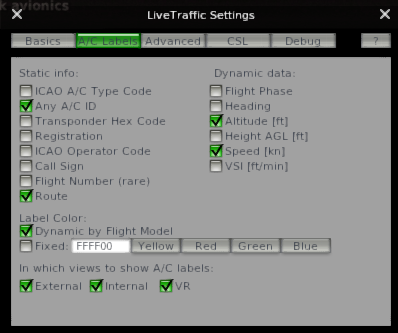 k avionics
LiveTraffic Settings
Basics A/C Labels Advanced CSL Debug ?
Static info: Dynamic data:
ICAO A/C Type Code Flight Phase
Any A/C ID Heading
Transponder Hex Code Altitude [ft]
Registration Height AGL [ft]
ICAO Operator Code Speed [kn]
Call Sign VSI [ft/min]
Flight Number (rare)
Route
Label Color:
Dynamic by Flight Model
Fixed: FFFF00 Yellow Red Green Blue
In which views to show A/C labels:
External Internal VR